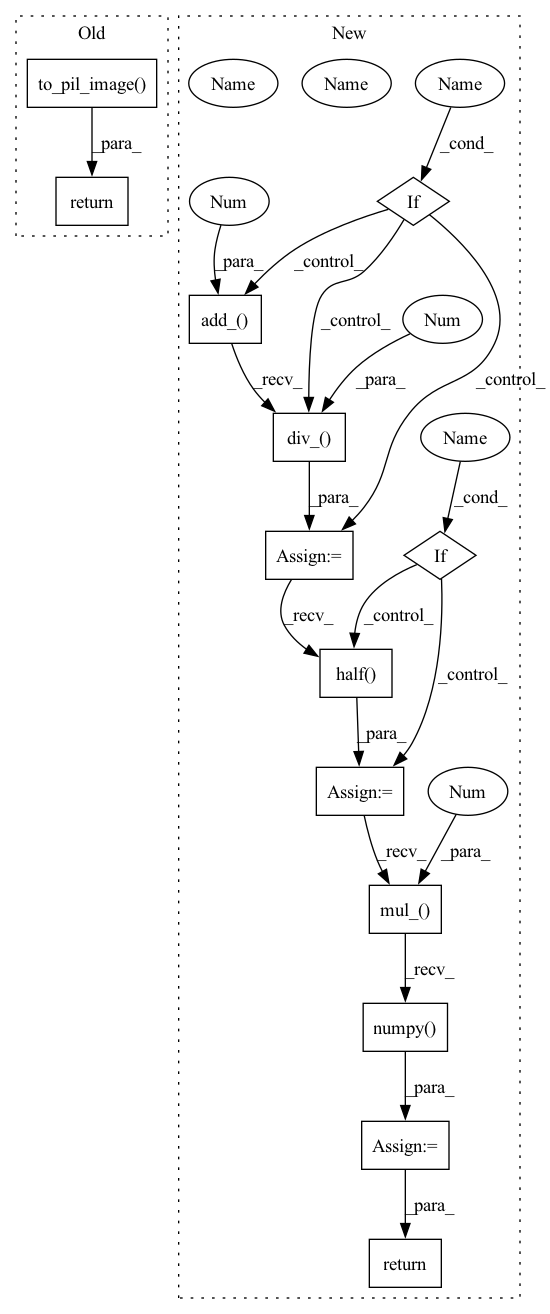 Old
New
to_pil_image()
Name
Name
Name
_para_
_cond_
return
Num
If
_para_
_control_
add_()
_control_
Num
_recv_
_para_
_control_
div_()
Name
_para_
_cond_
Assign:=
If
_recv_
_control_
half()
_control_
_para_
Assign:=
Num
_recv_
_para_
mul_()
_recv_
numpy()
_para_
Assign:=
_para_
return